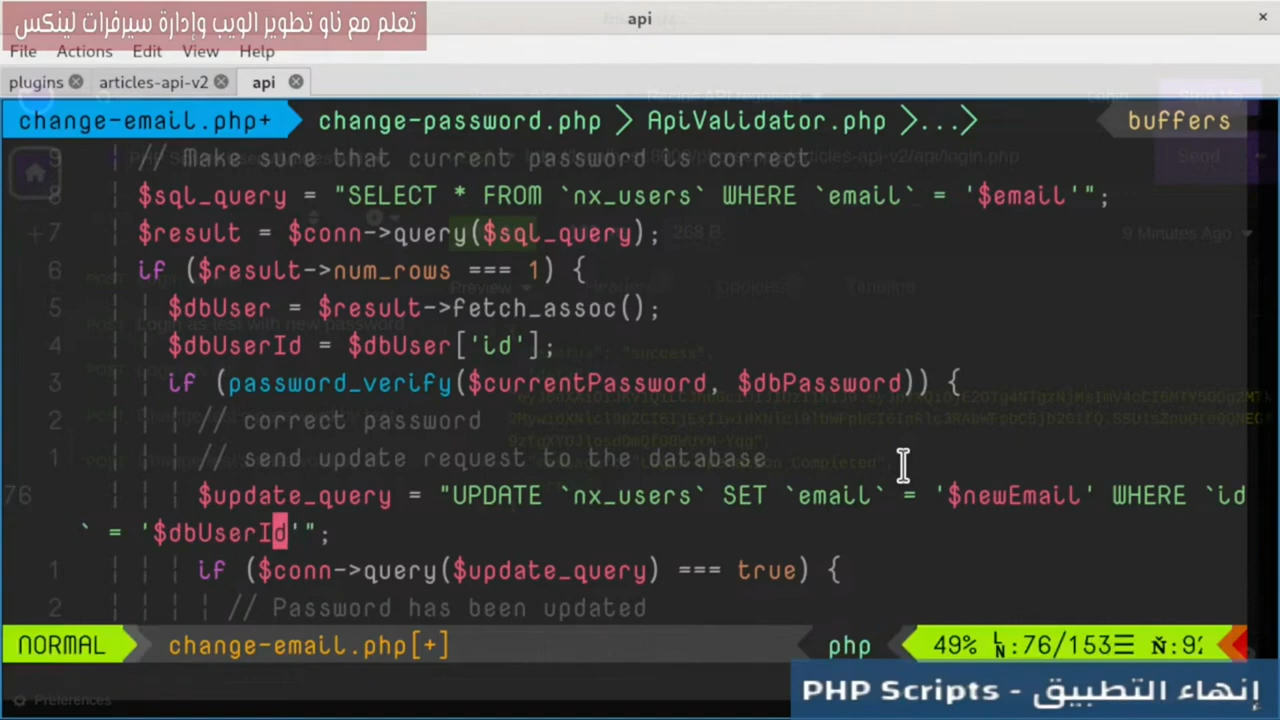 تعلم مع ناو تطوير الويب وإدارة سيرفرات لينكس
api
File Actions Edit View Help
plugins articles-api-v2 api
change-email.php+ change-password.php ApiValidator.php ...buffers
9 // Make sure that current password is correct
8 $sql_query = "SELECT * FROM `nx_users` WHERE `email` = '$email'";
7 $result = $conn->query($sql_query);
6 if ($result->num_rows === 1) {
5 $dbUser = $result->fetch_assoc();
4 $dbUserId = $dbUser['id'];
3 if (password_verify($currentPassword, $dbPassword)) {
2 // correct password
1 // send update request to the database
76 $update_query = "UPDATE `nx_users` SET `email` = '$newEmail' WHERE `id
` = '$dbUserId'";
1 if ($conn->query($update_query) === true) {
2 // Password has been updated
NORMAL change-email.php[+] php 49% LN:76/153☰ Ň:92
Preferences
إنهاء التطبيق - PHP Scripts